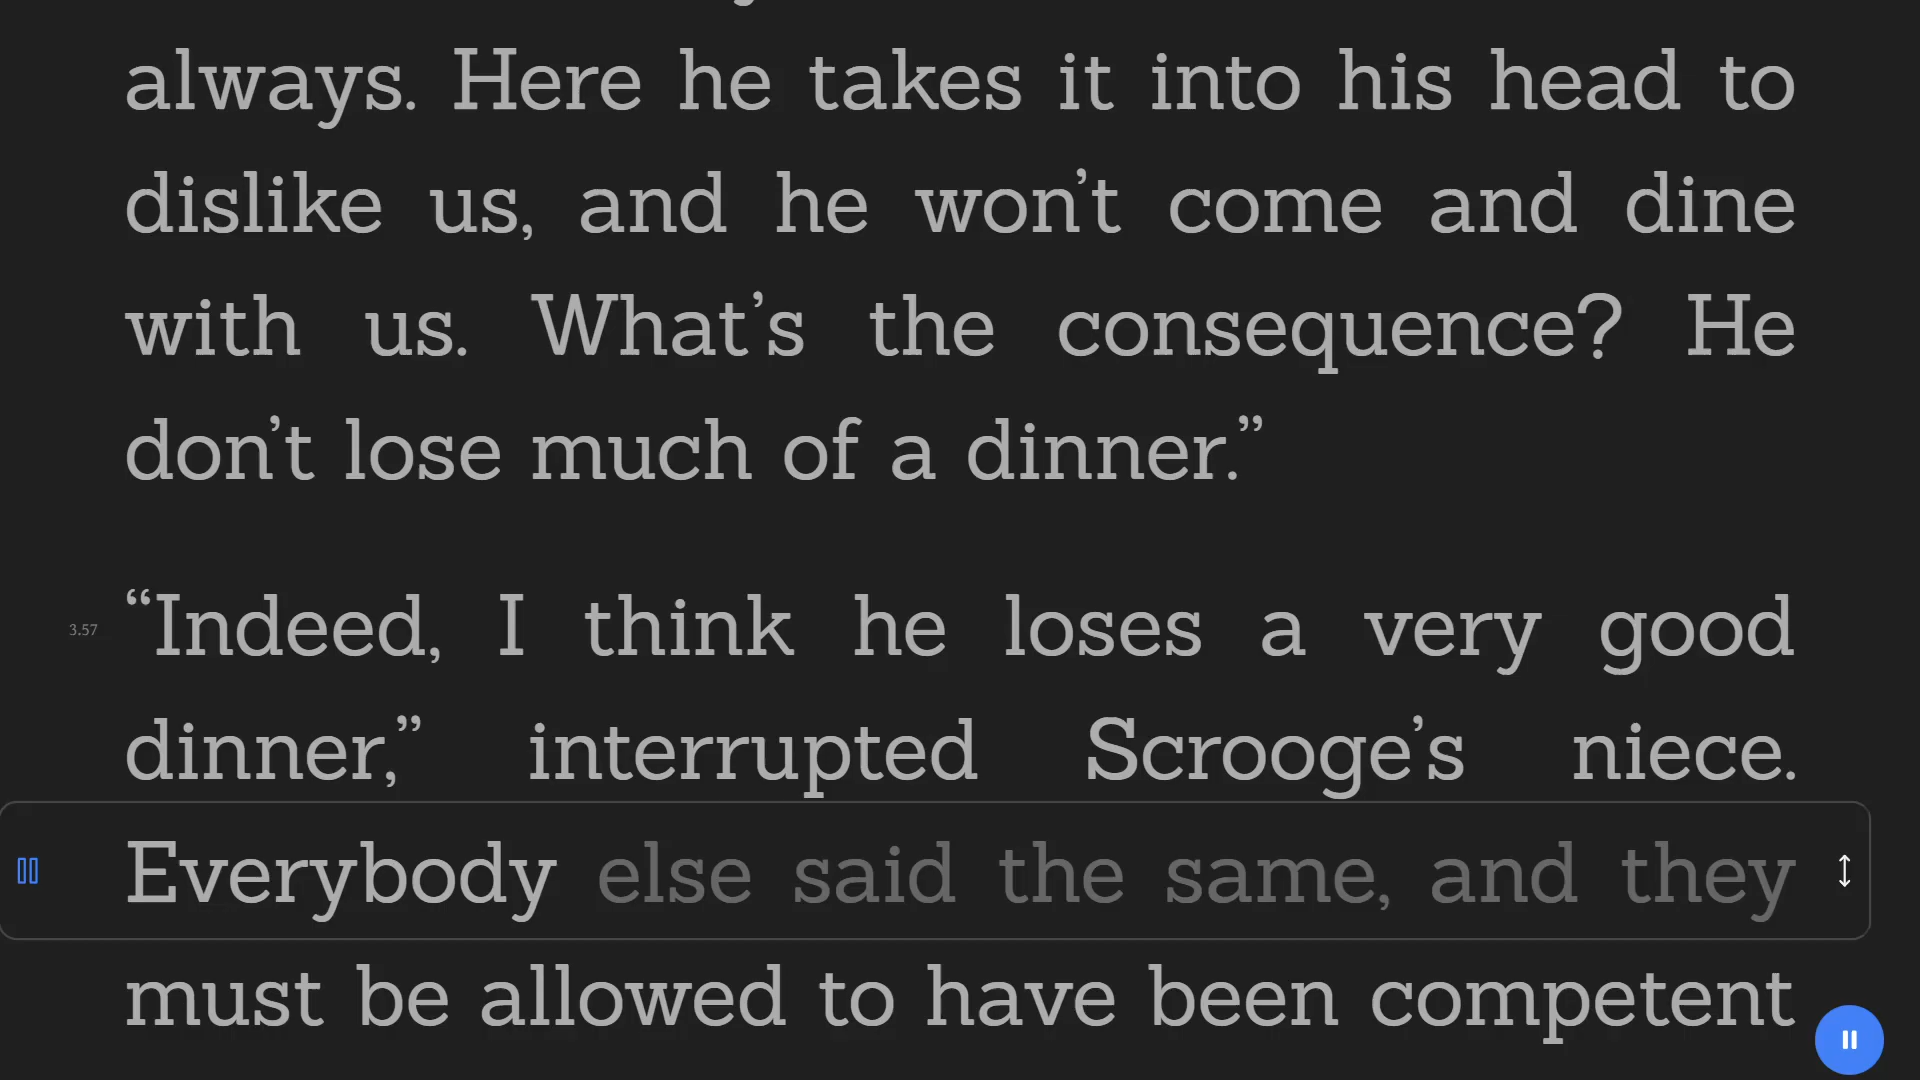 always. Here he takes it into his head to
dislike us, and he won’t come and dine
with us. What’s the consequence? He
don’t lose much of a dinner.”
3.57
“Indeed, I think he loses a very good
dinner,” interrupted Scrooge’s niece.
Everybody else said the same, and they
must be allowed to have been competent